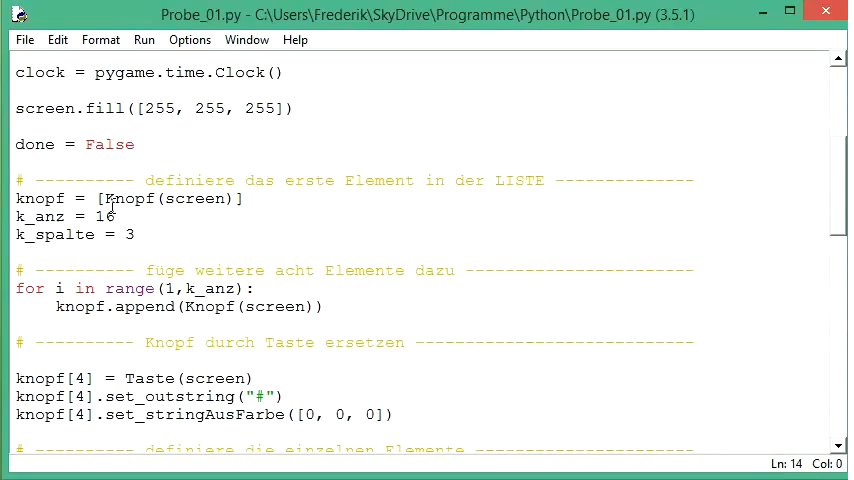 Probe_01.py - C:\Users\Frederik\SkyDrive\Programme\Python\Probe_01.py (3.5.1)
File Edit Format Run Options Window Help
clock = pygame.time.Clock()
screen.fill([255, 255, 255])
done = False
# ---------- definiere das erste Element in der LISTE --------------
knopf = [Knopf(screen)]
k_anz = 16
k_spalte = 3
# ---------- füge weitere acht Elemente dazu -----------------------
for i in range(1,k_anz):
    knopf.append(Knopf(screen))
# ---------- Knopf durch Taste ersetzen ----------------------------
knopf[4] = Taste(screen)
knopf[4].set_outstring("#")
knopf[4].set_stringAusFarbe([0, 0, 0])
# ---------- definiere die einzelnen Elemente ----------------------
Ln: 14 Col: 0